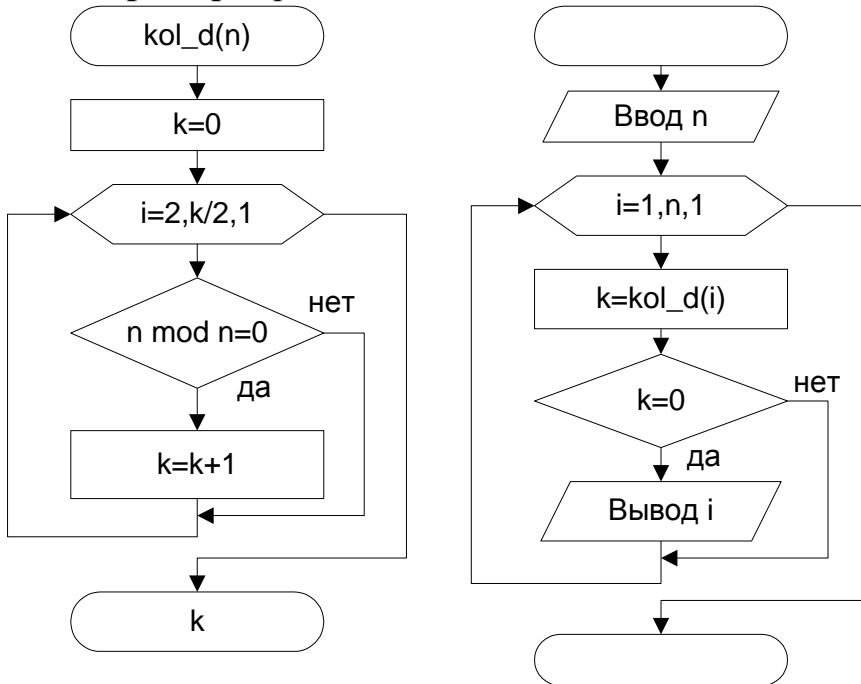 kol_d(n)
k=0
i=2,k/2,1
n mod n=0
нет
да
k=k+1
k
Ввод n
i=1,n,1
k=kol_d(i)
k=0
нет
да
Вывод i